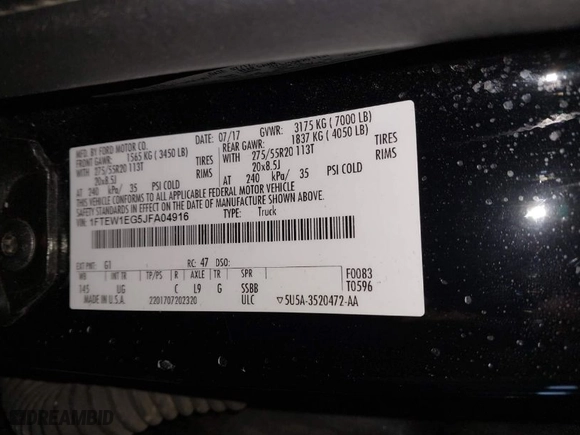 MFD. BY FORD MOTOR CO. DATE: 07/17 GVWR: 3175 KG ( 7000 LB)
FRONT GAWR: 1565 KG ( 3450 LB) REAR GAWR: 1837 KG ( 4050 LB)
WITH 275/55R20 113T TIRES WITH 275/55R20 113T TIRES
20x8.5J RIMS 20x8.5J RIMS
AT 240 kPa/ 35 PSI COLD AT 240 kPa/ 35 PSI COLD
THIS VEHICLE CONFORMS TO ALL APPLICABLE FEDERAL MOTOR VEHICLE
SAFETY STANDARDS IN EFFECT ON THE DATE OF MANUFACTURE SHOWN ABOVE.
VIN: 1FTEW1EG5JFA04916 TYPE: Truck
EXT PNT: G1 RC: 47 DSO:
WB INT TR TP/PS R AXLE TR SPR F0083
145 UG C L9 G SSBB T0596
MADE IN U.S.A. 2201707202320 ULC ▽5U5A-3520472-AA
DREAMBID